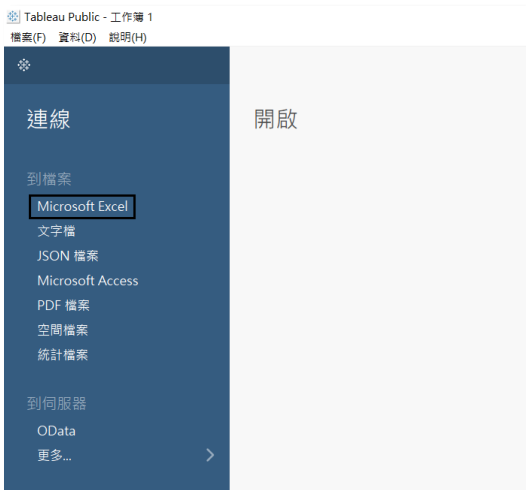 Tableau Public - 工作簿 1
檔案(F) 資料(D) 說明(H)
連線
開啟
到檔案
Microsoft Excel
文字檔
JSON 檔案
Microsoft Access
PDF 檔案
空間檔案
統計檔案
到伺服器
OData
更多...